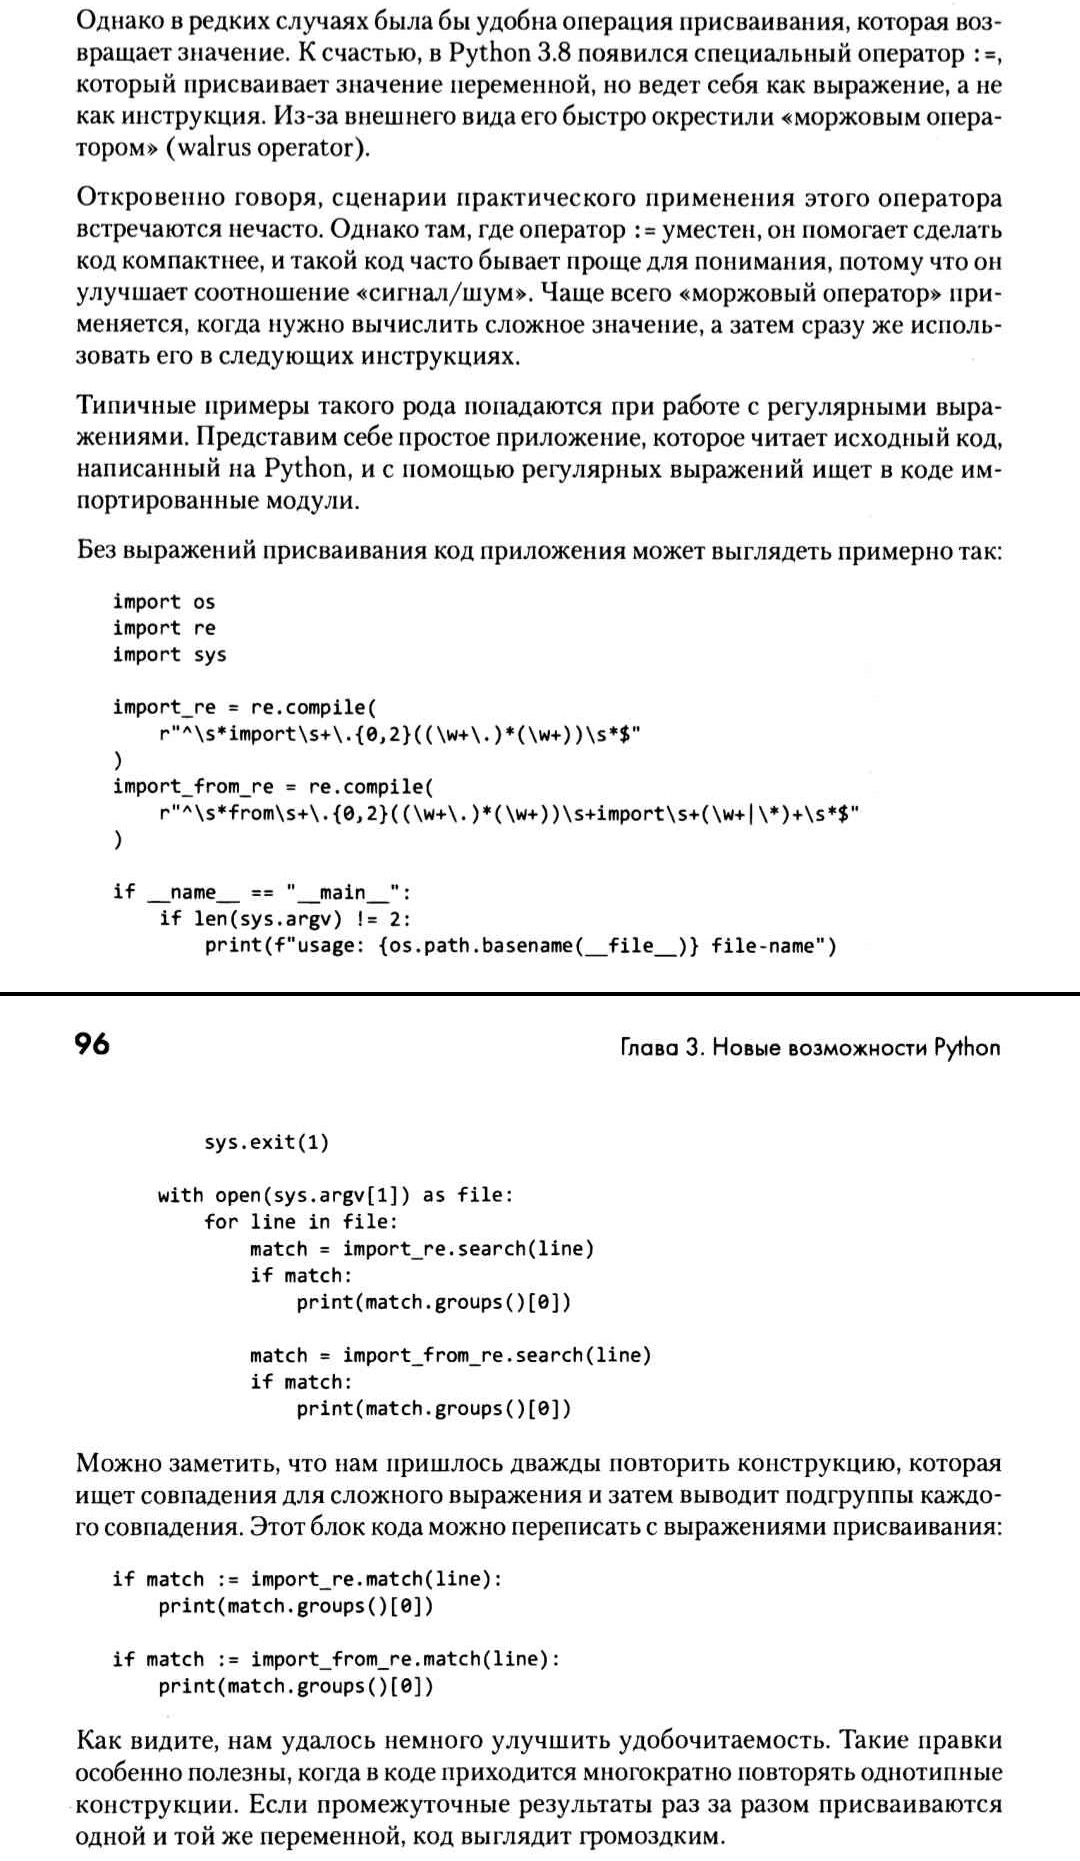 Однако в редких случаях была бы удобна операция присваивания, которая воз-
вращает значение. К счастью, в Python 3.8 появился специальный оператор :=,
который присваивает значение переменной, но ведет себя как выражение, а не
как инструкция. Из-за внешнего вида его быстро окрестили «моржовым опера-
тором» (walrus operator).
Откровенно говоря, сценарии практического применения этого оператора
встречаются нечасто. Однако там, где оператор := уместен, он помогает сделать
код компактнее, и такой код часто бывает проще для понимания, потому что он
улучшает соотношение «сигнал/шум». Чаще всего «моржовый оператор» при-
меняется, когда нужно вычислить сложное значение, а затем сразу же исполь-
зовать его в следующих инструкциях.
Типичные примеры такого рода попадаются при работе с регулярными выра-
жениями. Представим себе простое приложение, которое читает исходный код,
написанный на Python, и с помощью регулярных выражений ищет в коде им-
портированные модули.
Без выражений присваивания код приложения может выглядеть примерно так:
import os
import re
import sys
import_re = re.compile(
r"^\s*import\s+\.{0,2}((\w+\.)*(\w+))\s*$"
)
import_from_re = re.compile(
r"^\s*from\s+\.{0,2}((\w+\.)*(\w+))\s+import\s+(\w+|\*)+\s*$"
)
if __name__ == "__main__":
if len(sys.argv) != 2:
print(f"usage: {os.path.basename(__file__)} file-name")
96 Глава 3. Новые возможности Python
sys.exit(1)
with open(sys.argv[1]) as file:
for line in file:
match = import_re.search(line)
if match:
print(match.groups()[0])
match = import_from_re.search(line)
if match:
print(match.groups()[0])
Можно заметить, что нам пришлось дважды повторить конструкцию, которая
ищет совпадения для сложного выражения и затем выводит подгруппы каждо-
го совпадения. Этот блок кода можно переписать с выражениями присваивания:
if match := import_re.match(line):
print(match.groups()[0])
if match := import_from_re.match(line):
print(match.groups()[0])
Как видите, нам удалось немного улучшить удобочитаемость. Такие правки
особенно полезны, когда в коде приходится многократно повторять однотипные
конструкции. Если промежуточные результаты раз за разом присваиваются
одной и той же переменной, код выглядит громоздким.